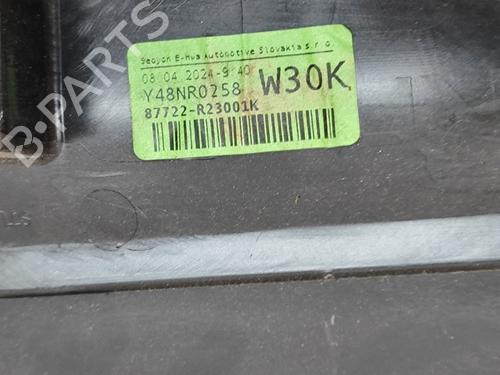 Seoyon E-Hwa Automotive Slovakia s.r.o.
08.04.2024-9:40
Y48NR0258 W30K
87722-R23001K
B-PARTS